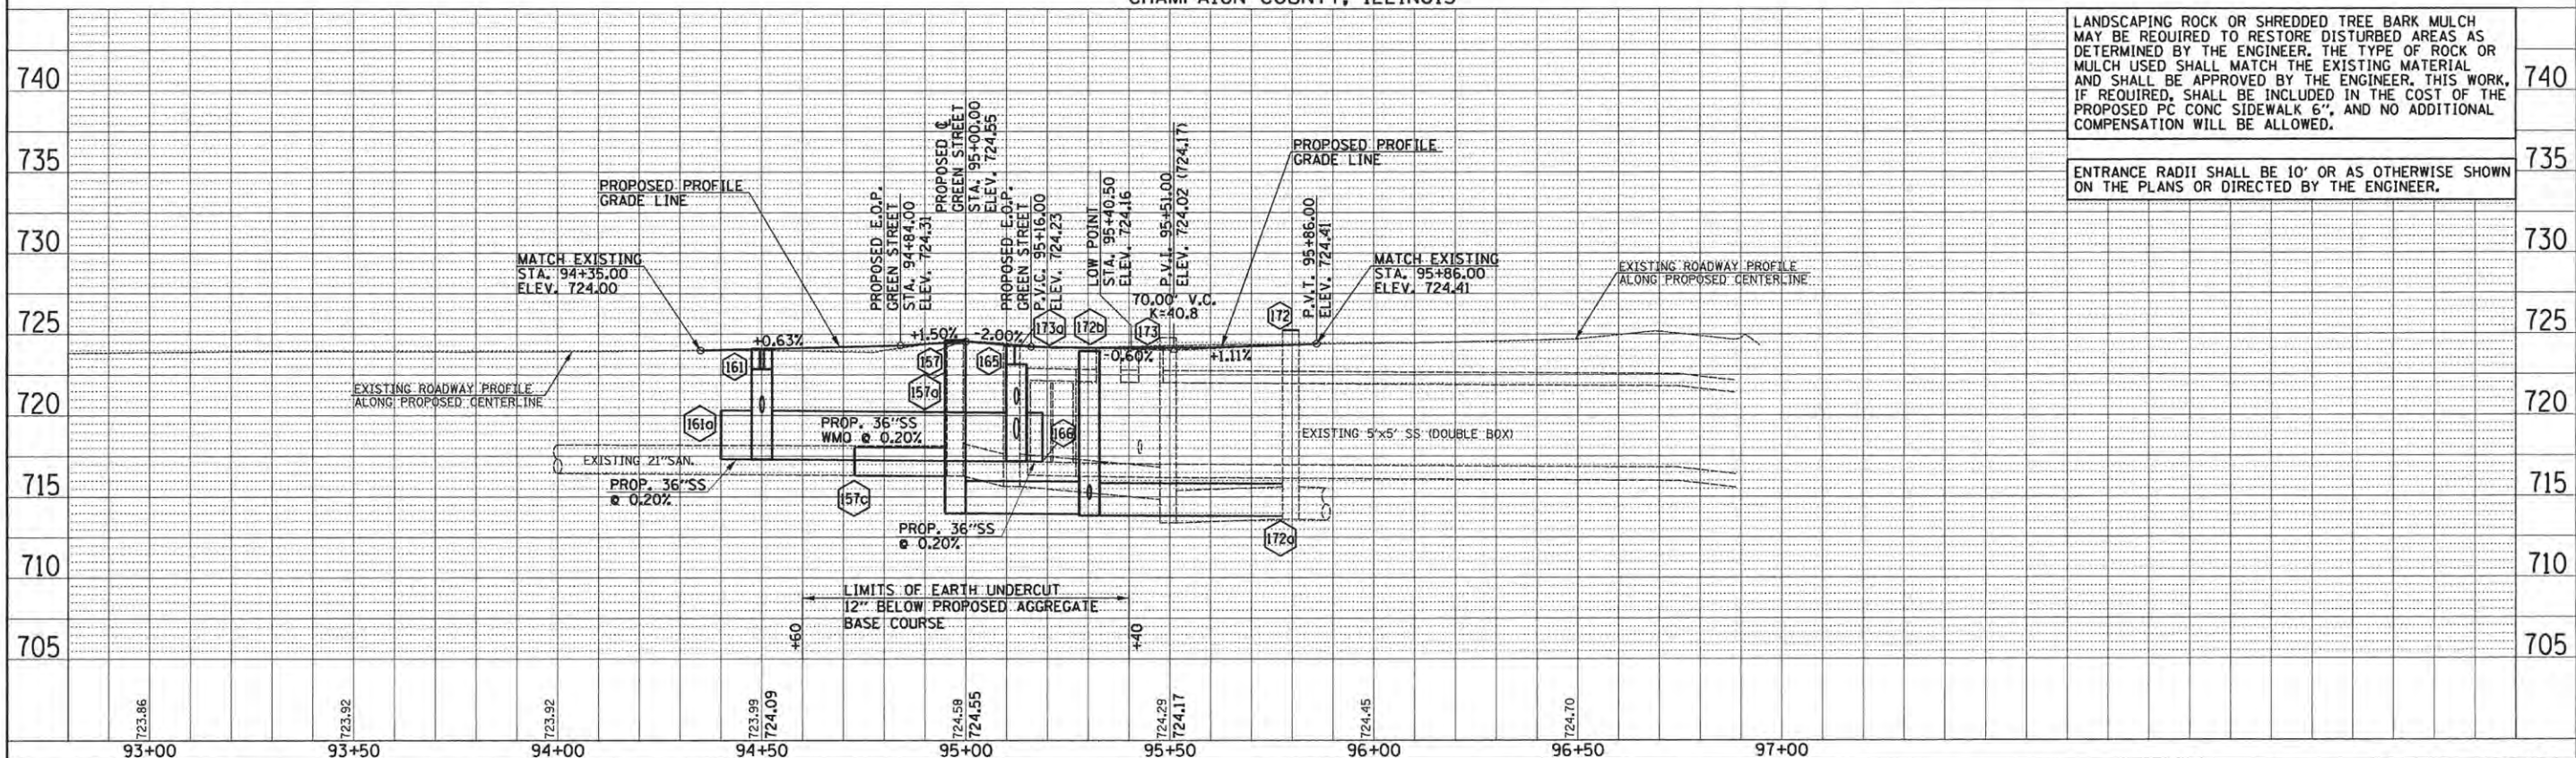 CHAMPAIGN COUNTY, ILLINOIS
LANDSCAPING ROCK OR SHREDDED TREE BARK MULCH
MAY BE REQUIRED TO RESTORE DISTURBED AREAS AS
DETERMINED BY THE ENGINEER. THE TYPE OF ROCK OR
MULCH USED SHALL MATCH THE EXISTING MATERIAL
AND SHALL BE APPROVED BY THE ENGINEER. THIS WORK,
IF REQUIRED, SHALL BE INCLUDED IN THE COST OF THE
PROPOSED PC CONC SIDEWALK 6", AND NO ADDITIONAL
COMPENSATION WILL BE ALLOWED.
ENTRANCE RADII SHALL BE 10' OR AS OTHERWISE SHOWN
ON THE PLANS OR DIRECTED BY THE ENGINEER.
740
735
730
725
720
715
710
705
740
735
730
725
720
715
710
705
PROPOSED PROFILE
GRADE LINE
MATCH EXISTING
STA. 94+35.00
ELEV. 724.00
EXISTING ROADWAY PROFILE
ALONG PROPOSED CENTERLINE
PROPOSED E.O.P.
GREEN STREET
STA. 94+84.00
ELEV. 724.31
PROPOSED ℄
GREEN STREET
STA. 95+00.00
ELEV. 724.55
PROPOSED E.O.P.
GREEN STREET
P.V.C. 95+16.00
ELEV. 724.23
LOW POINT
STA. 95+40.50
ELEV. 724.16
P.V.I. 95+51.00
ELEV. 724.02 (724.17)
70.00' V.C.
K=40.8
PROPOSED PROFILE
GRADE LINE
P.V.T. 95+86.00
ELEV. 724.41
MATCH EXISTING
STA. 95+86.00
ELEV. 724.41
EXISTING ROADWAY PROFILE
ALONG PROPOSED CENTERLINE
+0.63%
+1.50%
-2.00%
-0.60%
+1.11%
161
157
165
173a
172b
173
172
157a
161a
166
157c
172a
PROP. 36"SS
WMQ @ 0.20%
EXISTING 21"SAN.
PROP. 36"SS
@ 0.20%
PROP. 36"SS
@ 0.20%
EXISTING 5'x5' SS (DOUBLE BOX)
LIMITS OF EARTH UNDERCUT
12" BELOW PROPOSED AGGREGATE
BASE COURSE
+60
+40
723.86
723.92
723.92
723.99
724.09
724.58
724.55
724.29
724.17
724.45
724.70
93+00
93+50
94+00
94+50
95+00
95+50
96+00
96+50
97+00